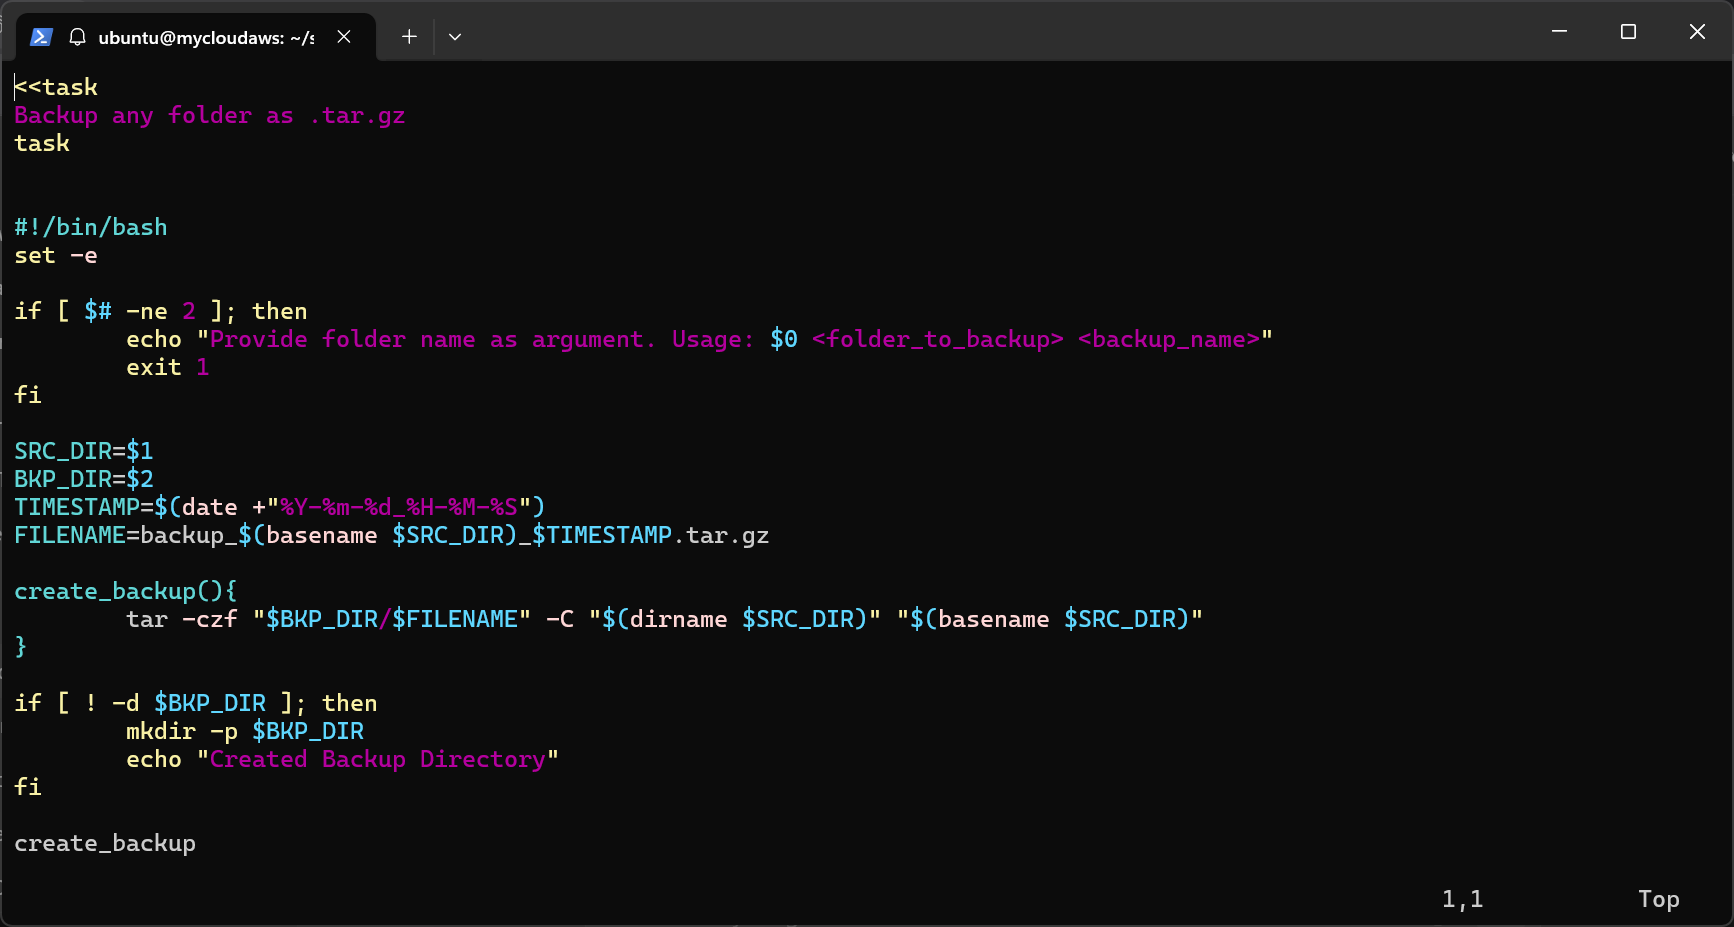 ubuntu@mycloudaws: ~/s
<<task
Backup any folder as .tar.gz
task
#!/bin/bash
set -e
if [ $# -ne 2 ]; then
        echo "Provide folder name as argument. Usage: $0 <folder_to_backup> <backup_name>"
        exit 1
fi
SRC_DIR=$1
BKP_DIR=$2
TIMESTAMP=$(date +"%Y-%m-%d_%H-%M-%S")
FILENAME=backup_$(basename $SRC_DIR)_$TIMESTAMP.tar.gz
create_backup(){
        tar -czf "$BKP_DIR/$FILENAME" -C "$(dirname $SRC_DIR)" "$(basename $SRC_DIR)"
}
if [ ! -d $BKP_DIR ]; then
        mkdir -p $BKP_DIR
        echo "Created Backup Directory"
fi
create_backup
1,1 Top